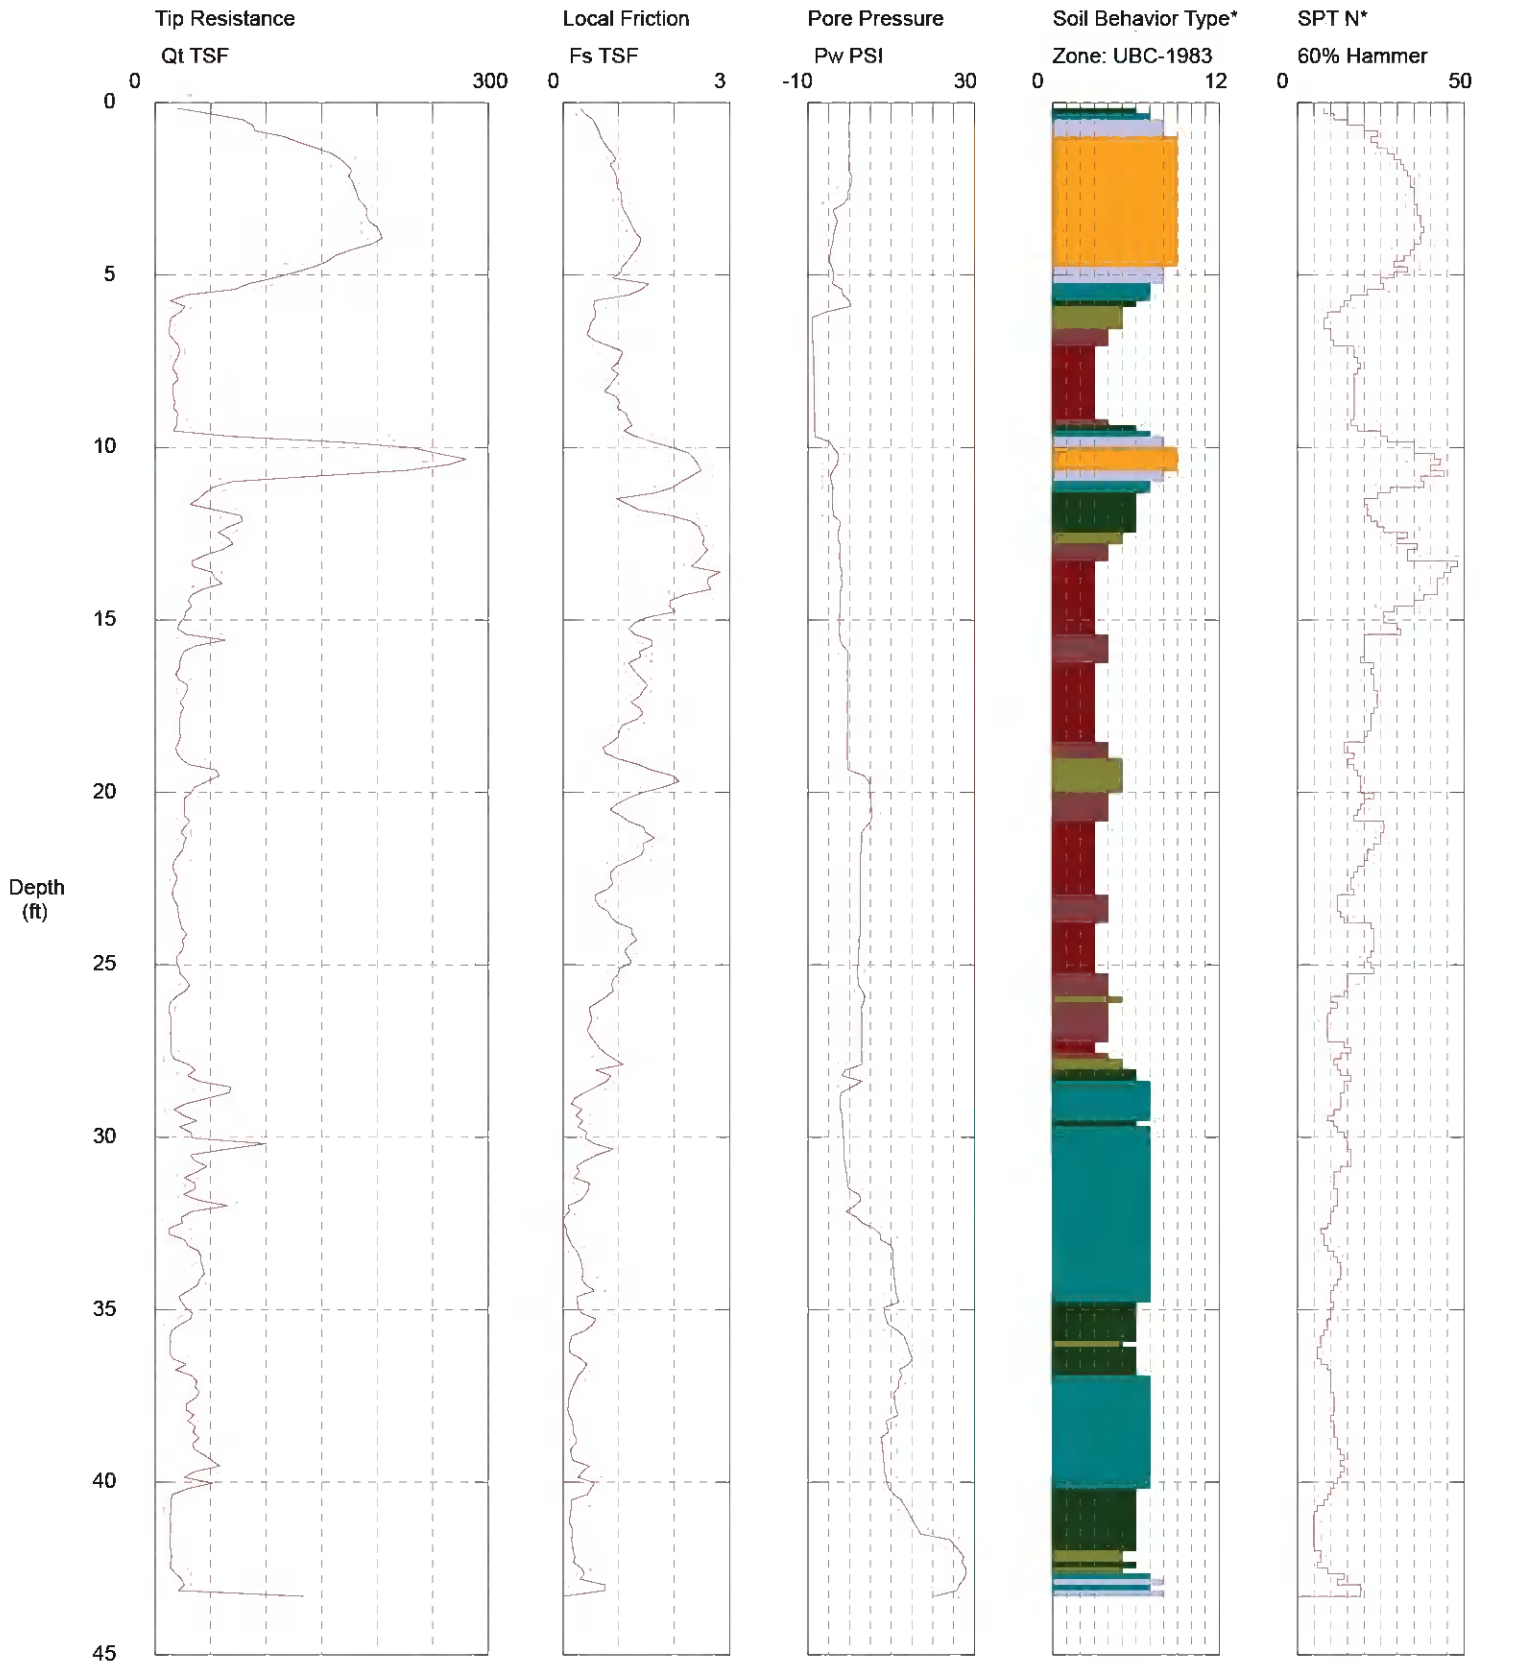 Tip Resistance Local Friction Pore Pressure Soil Behavior Type* SPT N*
Qt TSF Fs TSF Pw PSI Zone: UBC-1983 60% Hammer
0 300 0 3 -10 30 0 12 0 50
0
5
10
15
20
Depth
(ft)
25
30
35
40
45